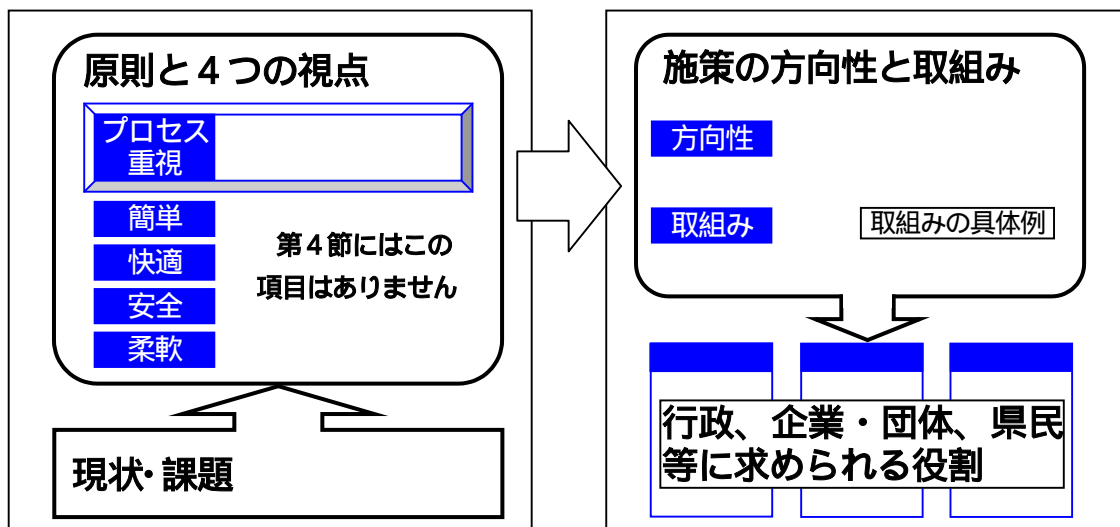 原則と４つの視点
プロセス
重視
簡単
快適
安全
柔軟
第４節にはこの
項目はありません
現状・課題
施策の方向性と取組み
方向性
取組み
取組みの具体例
行政、企業・団体、県民
等に求められる役割